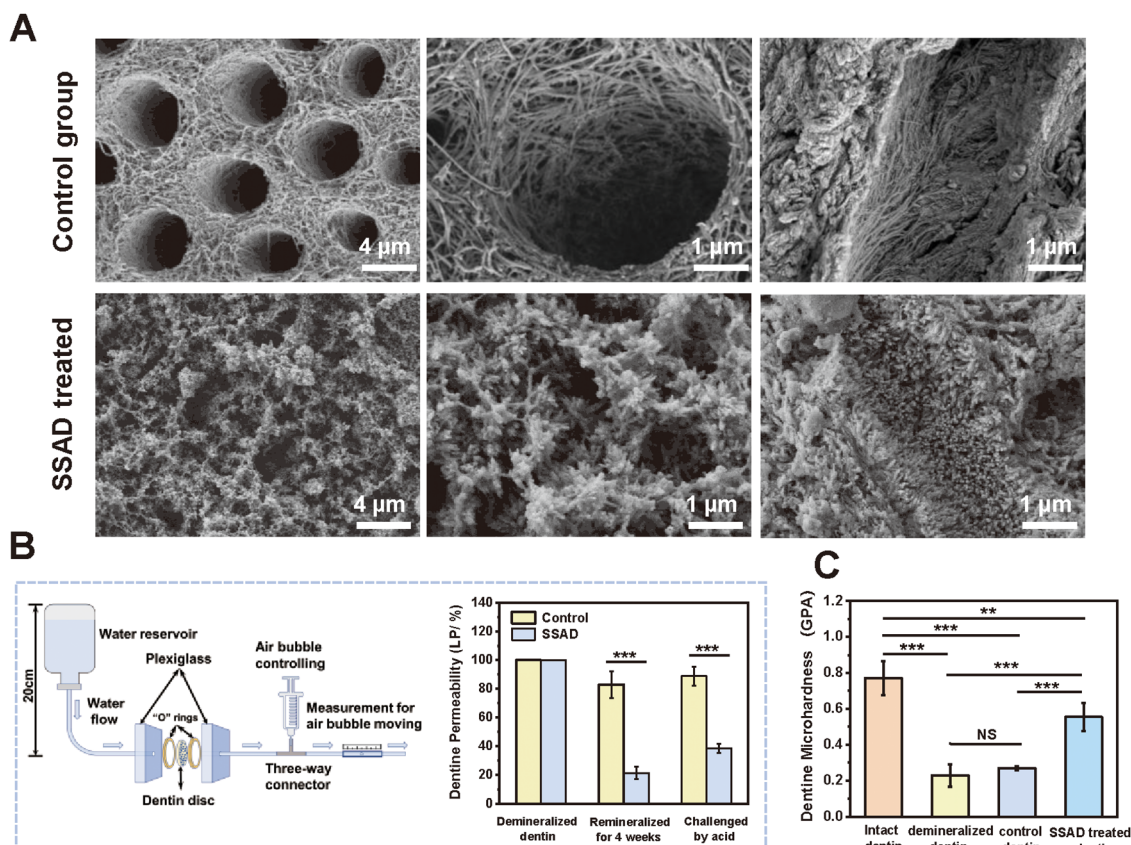 A
Control group
4 μm
1 μm
1 μm
SSAD treated
4 μm
1 μm
1 μm
B
20cm
Water reservoir
Plexiglass
Water
flow
"O" rings
Dentin disc
Air bubble
controlling
Measurement for
air bubble moving
Three-way
connector
Dentine Permeability (LP/ %)
140
120
100
80
60
40
20
0
Control
SSAD
***
***
Demineralized
dentin
Remineralized
for 4 weeks
Challenged
by acid
C
Dentine Microhardness (GPA)
1.2
1.0
0.8
0.6
0.4
0.2
0.0
**
***
***
***
***
NS
Intact
demineralized
control
SSAD treated